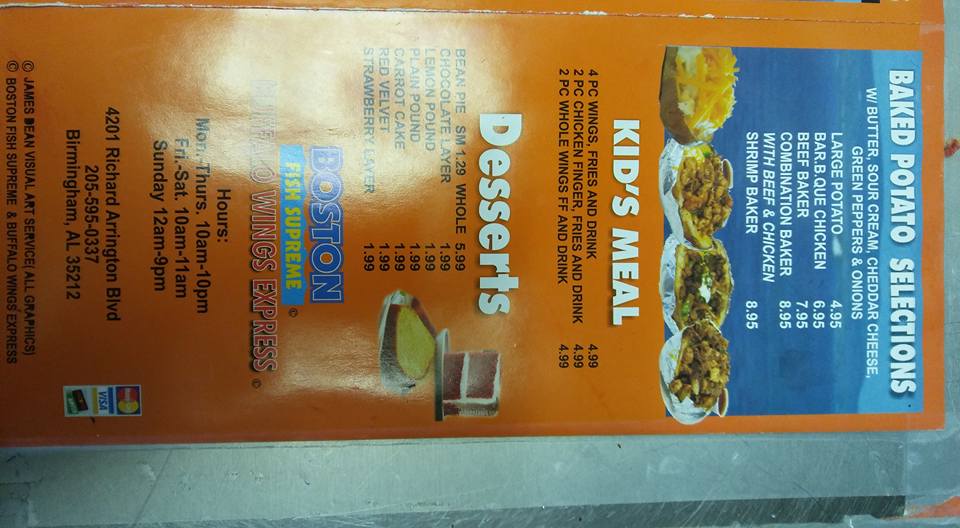 BAKED POTATO SELECTIONS
W/ BUTTER, SOUR CREAM, CHEDDAR CHEESE,
GREEN PEPPERS & ONIONS
LARGE POTATO 4.95
BAR.B.QUE CHICKEN 6.95
BEEF BAKER 7.95
COMBINATION BAKER 8.95
WITH BEEF & CHICKEN
SHRIMP BAKER 8.95
KID'S MEAL
4 PC WINGS, FRIES AND DRINK 4.99
2 PC CHICKEN FINGER, FRIES AND DRINK 4.99
2 PC WHOLE WINGS FF AND DRINK 4.99
Desserts
BEAN PIE SM 1.29 WHOLE 5.99
CHOCOLATE LAYER 1.99
LEMON POUND 1.99
PLAIN POUND 1.99
CARROT CAKE 1.99
RED VELVET 1.99
STRAWBERRY LAYER 1.99
BOSTON
FISH SUPREME ©
BUFFALO WINGS EXPRESS ©
Hours:
Mon.-Thurs. 10am-10pm
Fri.-Sat. 10am-11am
Sunday 12am-9pm
4201 Richard Arrington Blvd
205-595-0337
Birmingham, AL 35212
VISA
© JAMES DEAN VISUAL ART SERVICE( ALL GRAPHICS)
© BOSTON FISH SUPREME & BUFFALO WINGS EXPRESS